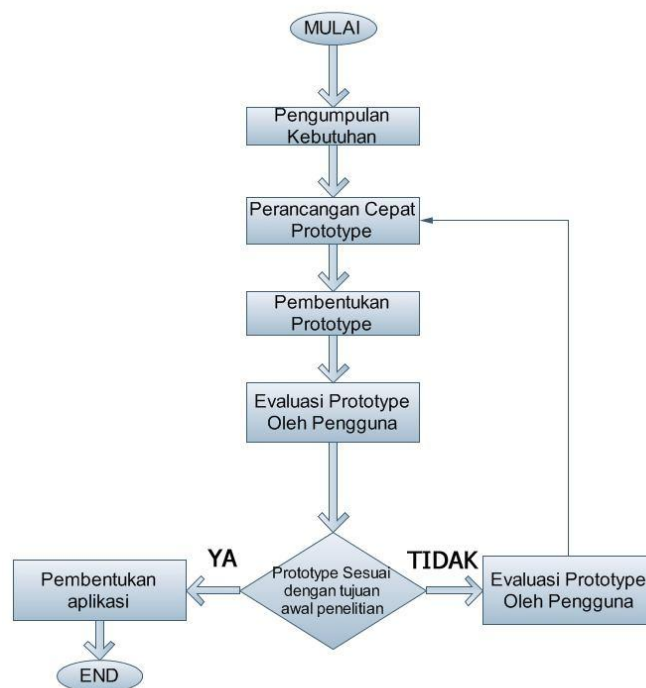 MULAI
Pengumpulan
Kebutuhan
Perancangan Cepat
Prototype
Pembentukan
Prototype
Evaluasi Prototype
Oleh Pengguna
YA
TIDAK
Prototype Sesuai
dengan tujuan
awal penelitian
Pembentukan
aplikasi
Evaluasi Prototype
Oleh Pengguna
END